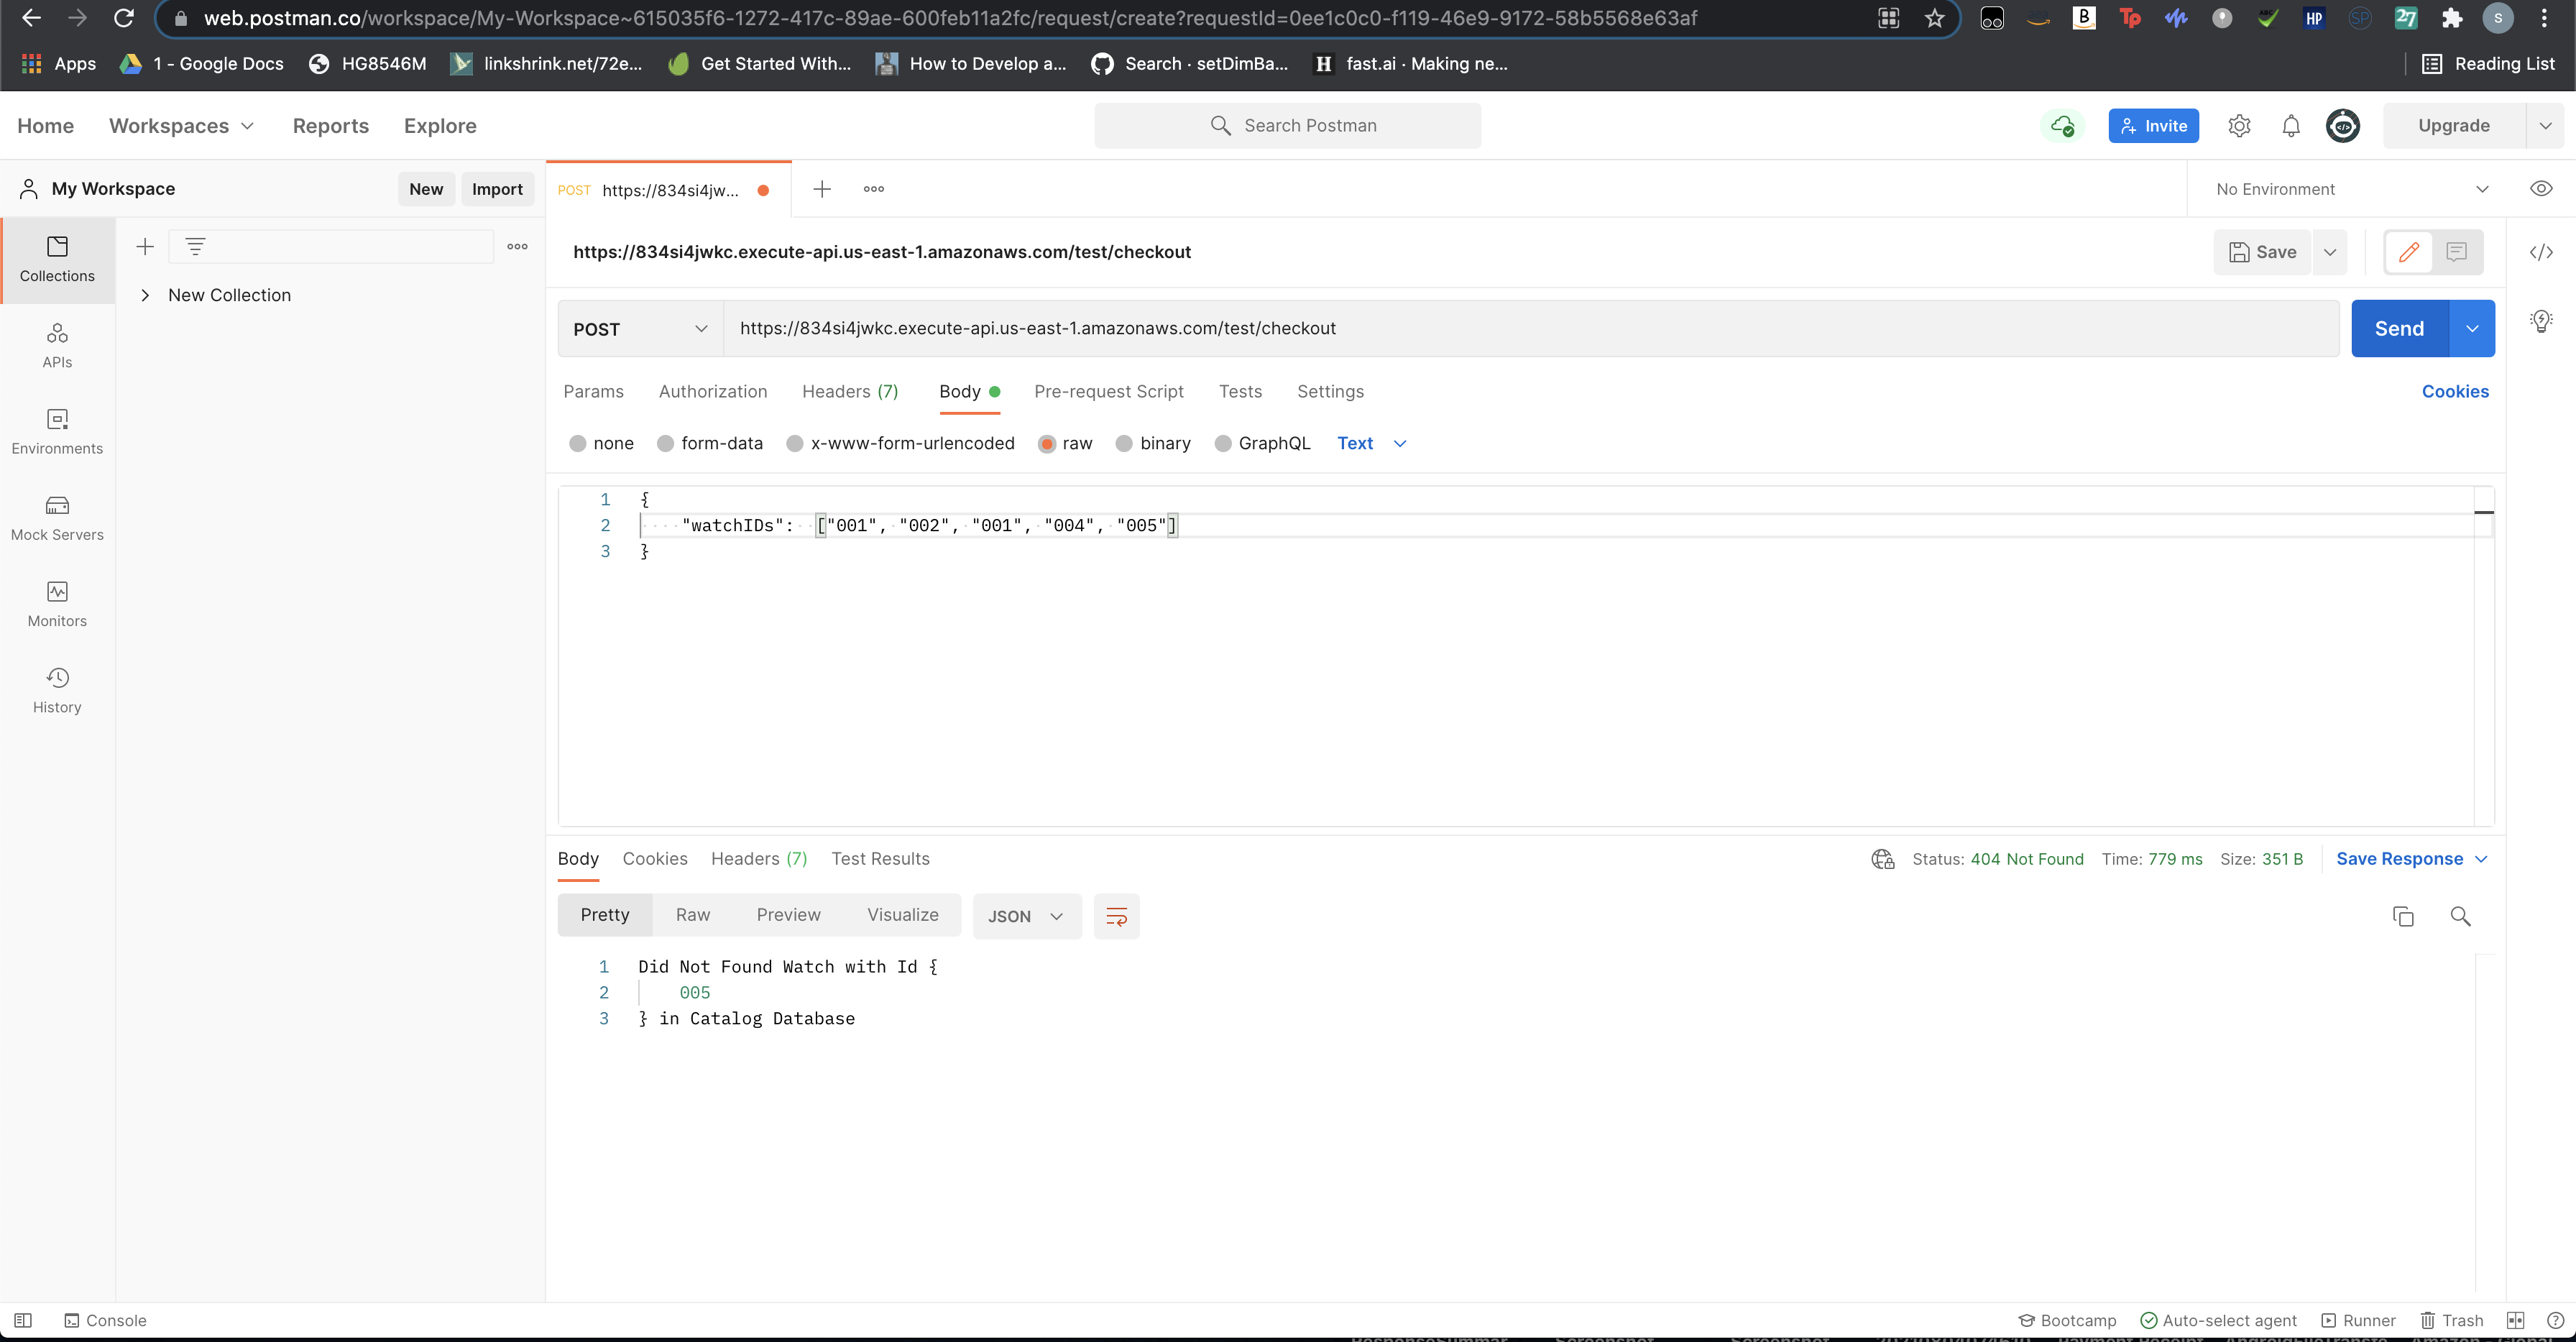 web.postman.co/workspace/My-Workspace~615035f6-1272-417c-89ae-600feb11a2fc/request/create?requestId=0ee1c0c0-f119-46e9-9172-58b5568e63af
B Tp HP SP 27 S
Apps 1 - Google Docs HG8546M linkshrink.net/72e... Get Started With... How to Develop a... Search · setDimBa... H fast.ai · Making ne... Reading List
Home Workspaces Reports Explore Search Postman Invite Upgrade
My Workspace New Import POST https://834si4jw... No Environment
Collections
New Collection
APIs
Environments
Mock Servers
Monitors
History
https://834si4jwkc.execute-api.us-east-1.amazonaws.com/test/checkout Save
POST https://834si4jwkc.execute-api.us-east-1.amazonaws.com/test/checkout Send
Params Authorization Headers (7) Body Pre-request Script Tests Settings Cookies
none form-data x-www-form-urlencoded raw binary GraphQL Text
1 {
2 "watchIDs": ["001", "002", "001", "004", "005"]
3 }
Body Cookies Headers (7) Test Results Status: 404 Not Found Time: 779 ms Size: 351 B Save Response
Pretty Raw Preview Visualize JSON
1 Did Not Found Watch with Id {
2 005
3 } in Catalog Database
Console Bootcamp Auto-select agent Runner Trash